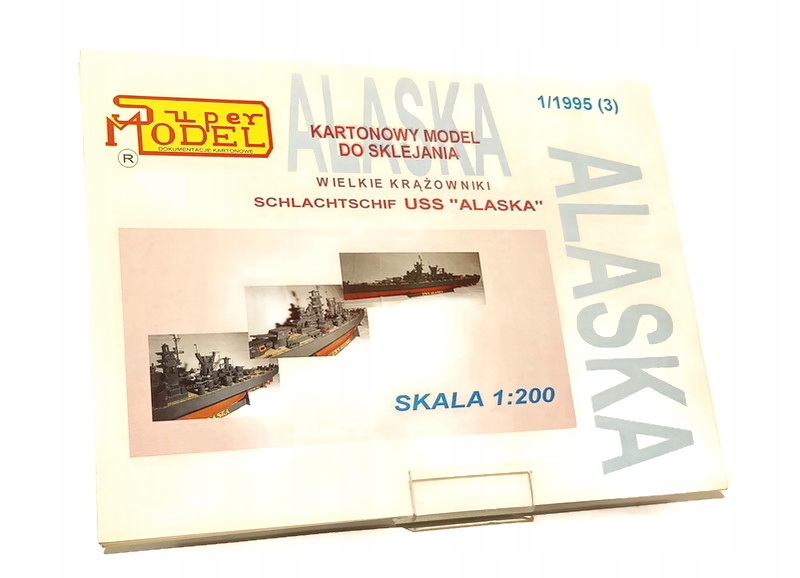 Super
MODEL
DOKUMENTACJE KARTONOWE
®
ALASKA
1/1995 (3)
KARTONOWY MODEL
DO SKLEJANIA
WIELKIE KRĄŻOWNIKI
SCHLACHTSCHIF USS "ALASKA"
ALASKA
SKALA 1:200